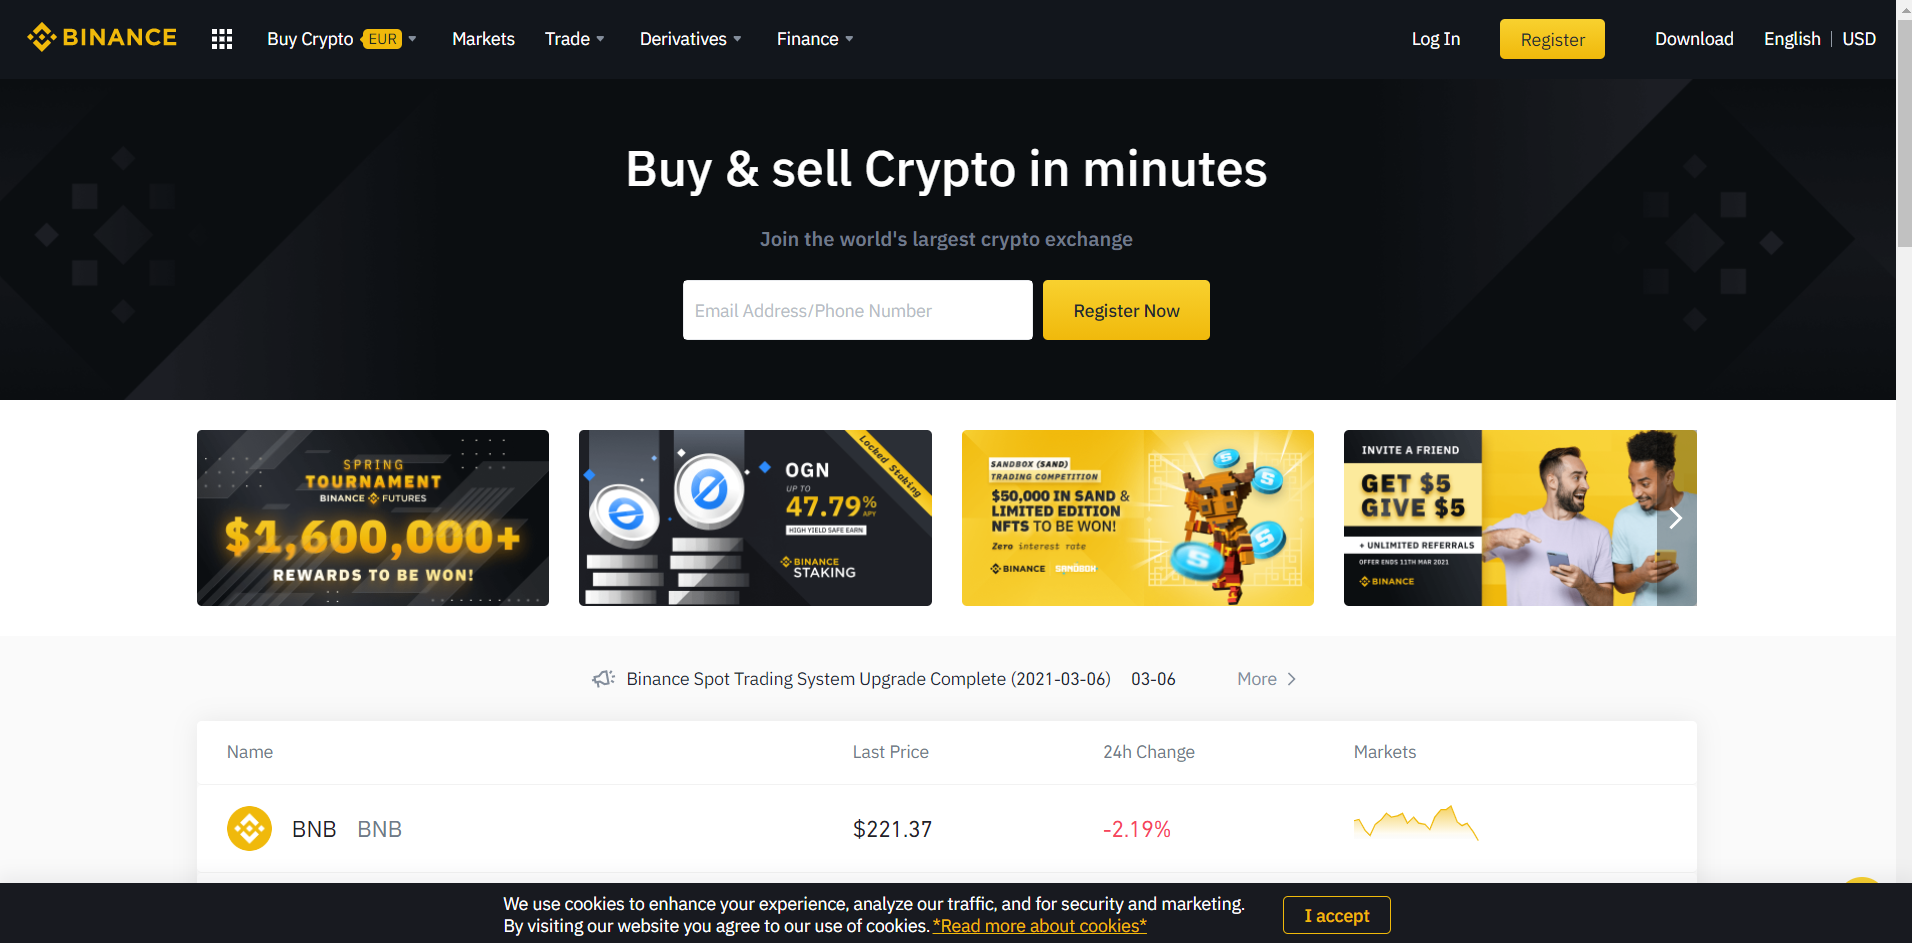 BINANCE
Buy Crypto EUR
Markets
Trade
Derivatives
Finance
Log In
Register
Download
English | USD
Buy & sell Crypto in minutes
Join the world's largest crypto exchange
Email Address/Phone Number
Register Now
SPRING
TOURNAMENT
BINANCE FUTURES
$1,600,000+
REWARDS TO BE WON!
Locked Staking
OGN
UP TO
47.79% APY
HIGH YIELD SAFE EARN
BINANCE
STAKING
SANDBOX (SAND)
TRADING COMPETITION
$50,000 IN SAND &
LIMITED EDITION
NFTS TO BE WON!
Zero interest rate
BINANCE SANDBOX
INVITE A FRIEND
GET $5
GIVE $5
+ UNLIMITED REFERRALS
OFFER ENDS 11TH MAR 2021
BINANCE
Binance Spot Trading System Upgrade Complete (2021-03-06) 03-06 More
Name Last Price 24h Change Markets
BNB BNB $221.37 -2.19%
We use cookies to enhance your experience, analyze our traffic, and for security and marketing.
By visiting our website you agree to our use of cookies. *Read more about cookies*
I accept